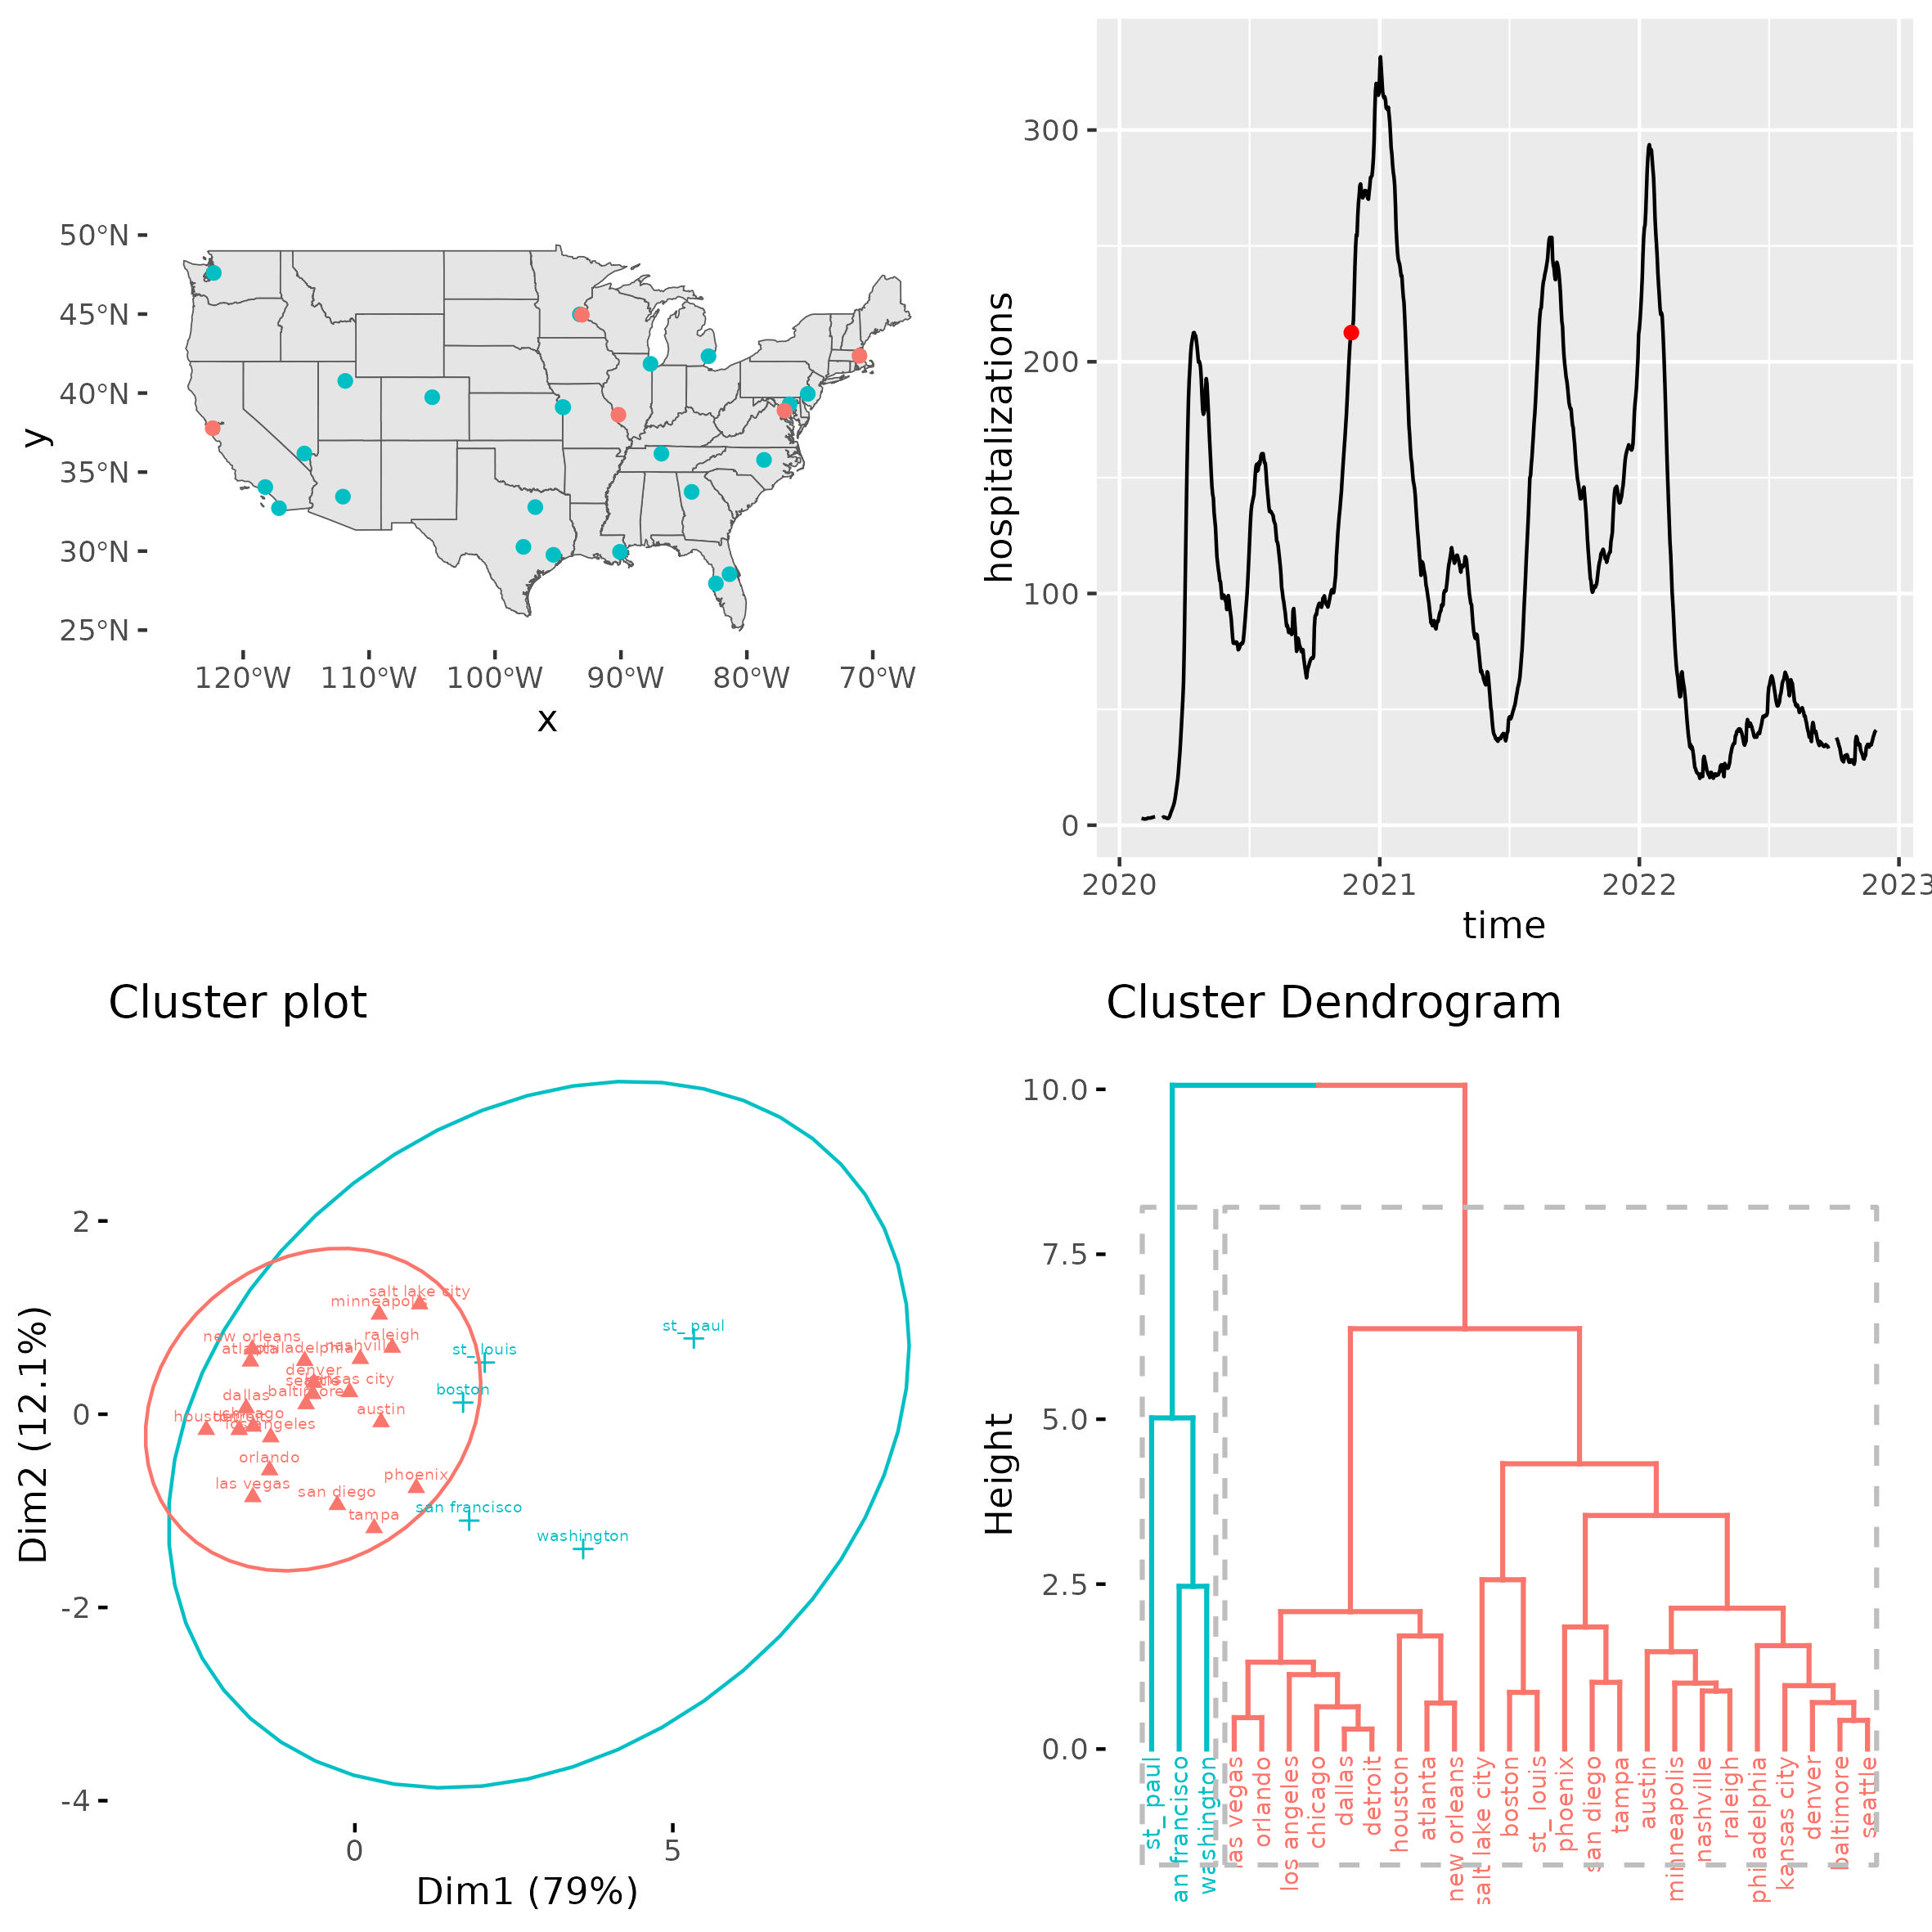 50°N
45°N
40°N
35°N
30°N
25°N
y
120°W 110°W 100°W 90°W 80°W 70°W
x
300
200
100
0
hospitalizations
2020 2021 2022 2023
time
Cluster plot
2
0
-2
-4
Dim2 (12.1%)
salt lake city
minneapolis
raleigh
new orleans
nashville
philadelphia
atlanta
denver
seattle
kansas city
baltimore
dallas
austin
chicago
houston
detroit
los angeles
orlando
las vegas
phoenix
san diego
tampa
st_paul
st_louis
boston
san francisco
washington
0 5
Dim1 (79%)
Cluster Dendrogram
10.0
7.5
5.0
2.5
0.0
Height
st_paul
an francisco
washington
las vegas
orlando
los angeles
chicago
dallas
detroit
houston
atlanta
new orleans
salt lake city
boston
st_louis
phoenix
san diego
tampa
austin
minneapolis
nashville
raleigh
philadelphia
kansas city
denver
baltimore
seattle